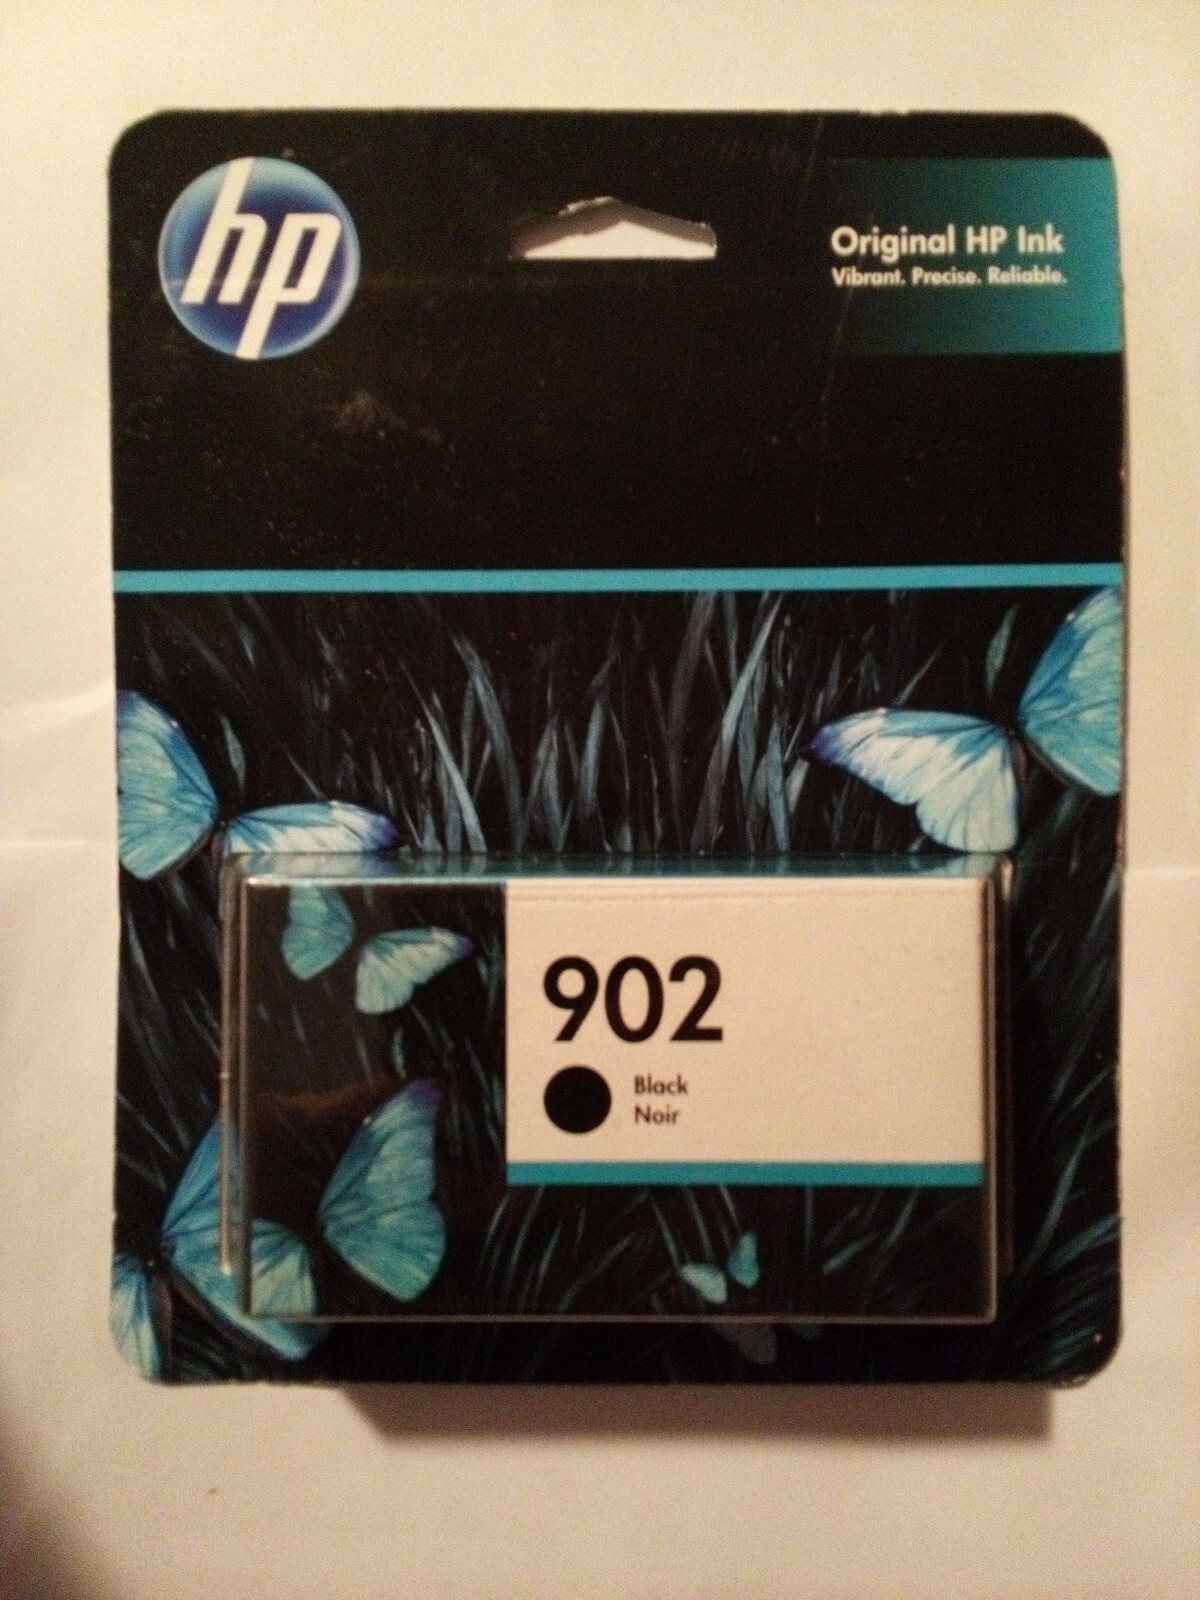 hp
Original HP Ink
Vibrant. Precise. Reliable.
902
Black
Noir